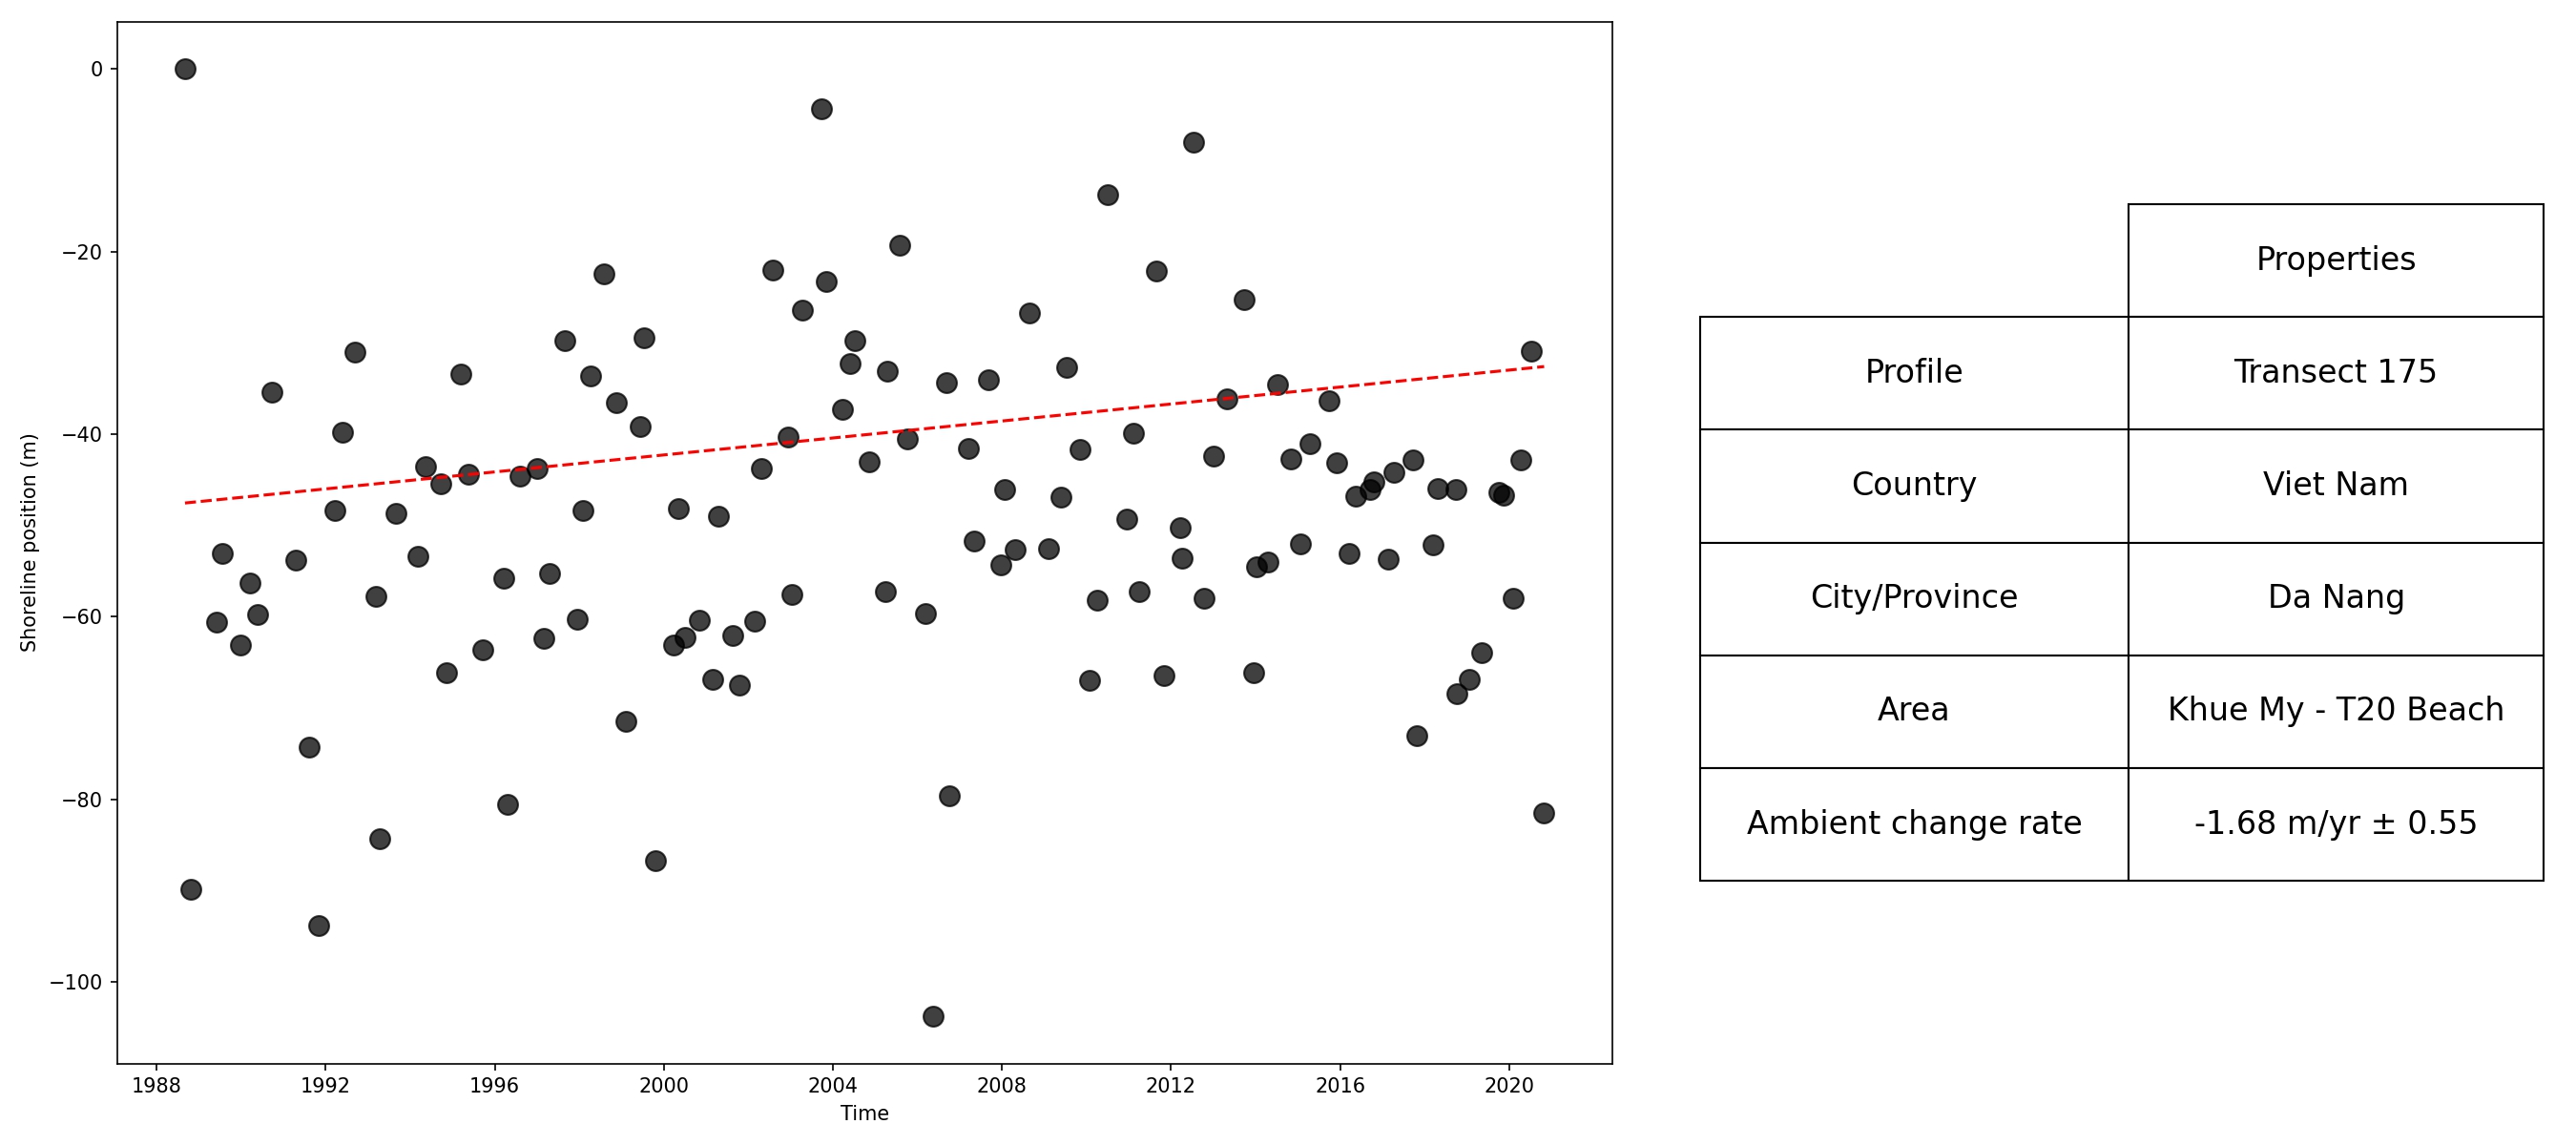 0
−20
−40
−60
−80
−100
Shoreline position (m)
1988 1992 1996 2000 2004 2008 2012 2016 2020
Time
Properties
Profile Transect 175
Country Viet Nam
City/Province Da Nang
Area Khue My - T20 Beach
Ambient change rate -1.68 m/yr ± 0.55